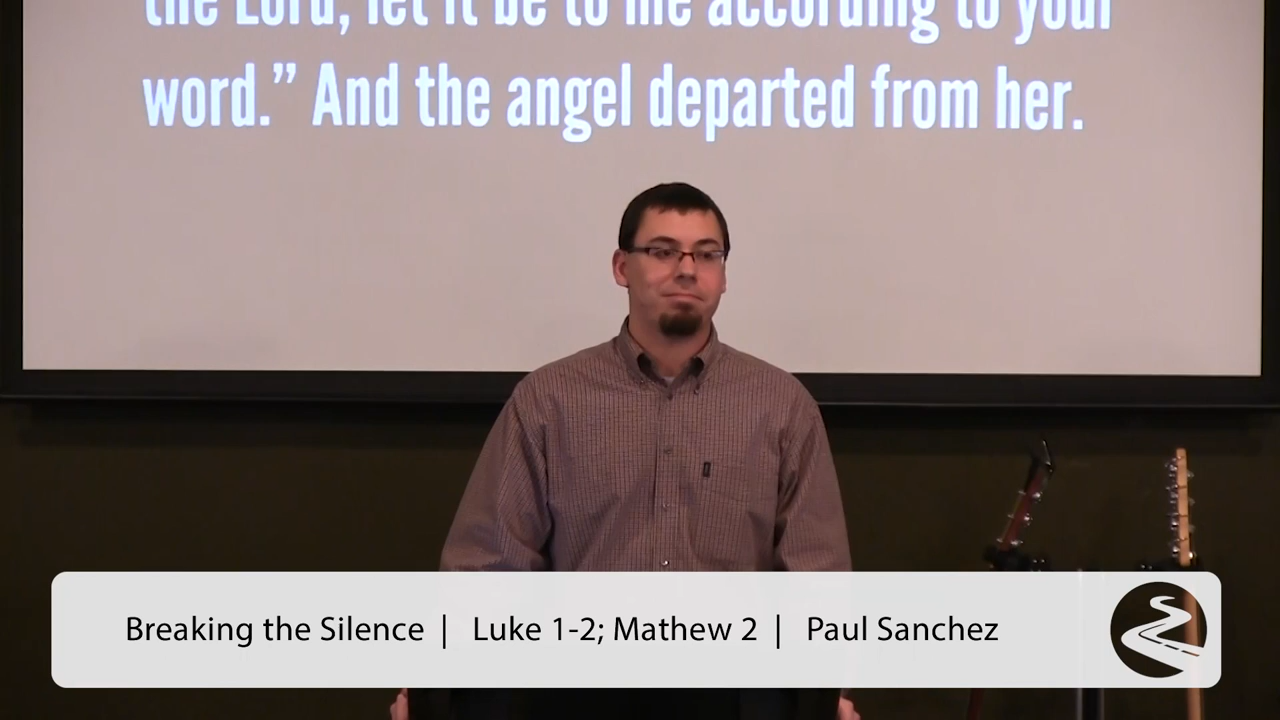 the Lord, let it be to me according to your
word.” And the angel departed from her.
Breaking the Silence | Luke 1-2; Mathew 2 | Paul Sanchez